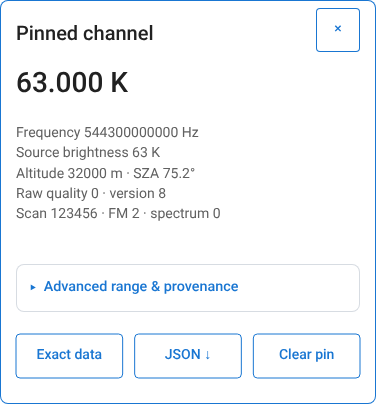 Pinned channel
×
63.000 K
Frequency 544300000000 Hz
Source brightness 63 K
Altitude 32000 m · SZA 75.2°
Raw quality 0 · version 8
Scan 123456 · FM 2 · spectrum 0
▸ Advanced range & provenance
Exact data
JSON ↓
Clear pin